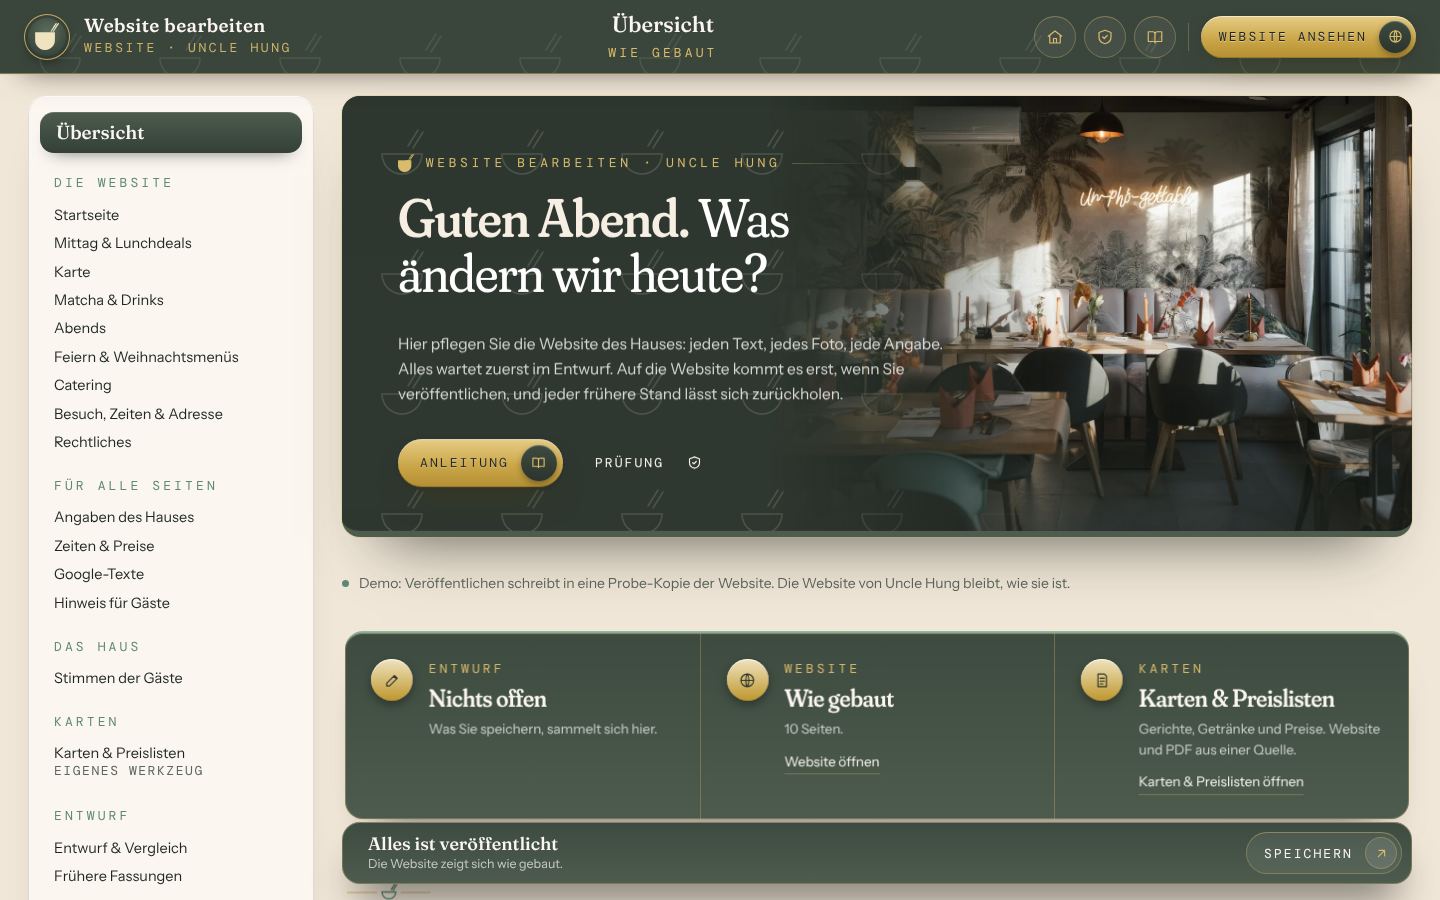 Website bearbeiten
WEBSITE · UNCLE HUNG
Übersicht
WIE GEBAUT
WEBSITE ANSEHEN
Übersicht
DIE WEBSITE
Startseite
Mittag & Lunchdeals
Karte
Matcha & Drinks
Abends
Feiern & Weihnachtsmenüs
Catering
Besuch, Zeiten & Adresse
Rechtliches
FÜR ALLE SEITEN
Angaben des Hauses
Zeiten & Preise
Google-Texte
Hinweis für Gäste
DAS HAUS
Stimmen der Gäste
KARTEN
Karten & Preislisten
EIGENES WERKZEUG
ENTWURF
Entwurf & Vergleich
Frühere Fassungen
WEBSITE BEARBEITEN · UNCLE HUNG
Guten Abend. Was
ändern wir heute?
Hier pflegen Sie die Website des Hauses: jeden Text, jedes Foto, jede Angabe.
Alles wartet zuerst im Entwurf. Auf die Website kommt es erst, wenn Sie
veröffentlichen, und jeder frühere Stand lässt sich zurückholen.
ANLEITUNG
PRÜFUNG
Un-phở-gettable
Demo: Veröffentlichen schreibt in eine Probe-Kopie der Website. Die Website von Uncle Hung bleibt, wie sie ist.
ENTWURF
Nichts offen
Was Sie speichern, sammelt sich hier.
WEBSITE
Wie gebaut
10 Seiten.
Website öffnen
KARTEN
Karten & Preislisten
Gerichte, Getränke und Preise. Website
und PDF aus einer Quelle.
Karten & Preislisten öffnen
Alles ist veröffentlicht
Die Website zeigt sich wie gebaut.
SPEICHERN